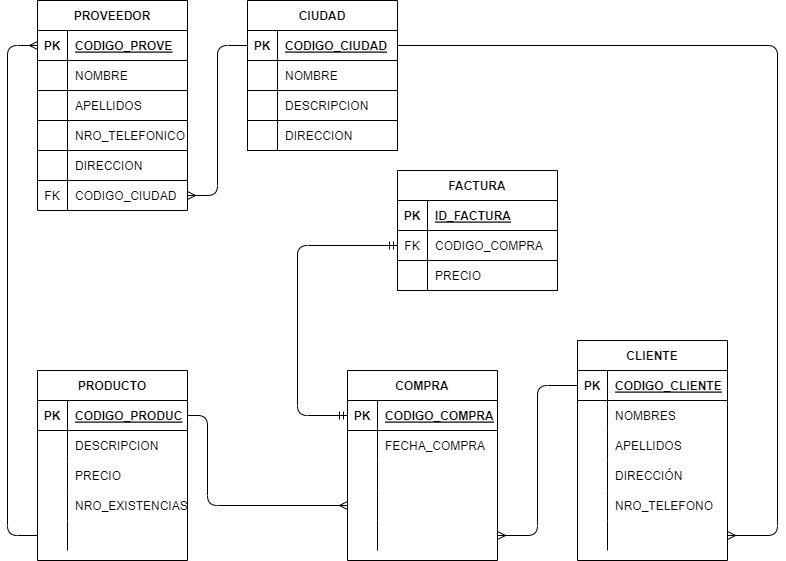 PROVEEDOR
PK CODIGO_PROVE
NOMBRE
APELLIDOS
NRO_TELEFONICO
DIRECCION
FK CODIGO_CIUDAD
CIUDAD
PK CODIGO_CIUDAD
NOMBRE
DESCRIPCION
DIRECCION
FACTURA
PK ID_FACTURA
FK CODIGO_COMPRA
PRECIO
PRODUCTO
PK CODIGO_PRODUC
DESCRIPCION
PRECIO
NRO_EXISTENCIAS
COMPRA
PK CODIGO_COMPRA
FECHA_COMPRA
CLIENTE
PK CODIGO_CLIENTE
NOMBRES
APELLIDOS
DIRECCIÓN
NRO_TELEFONO